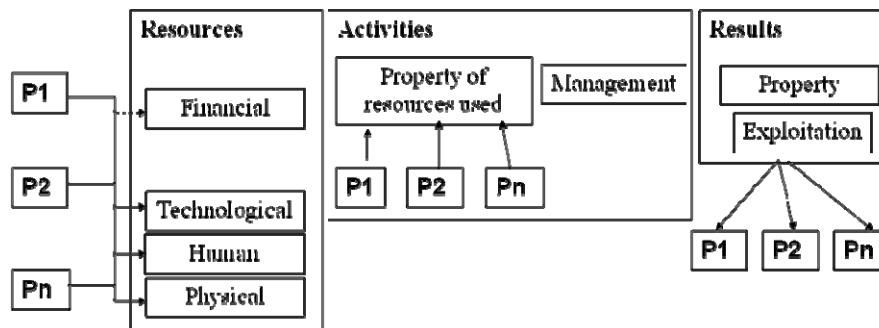 P1
P2
Pn
Resources
Financial
Technological
Human
Physical
Activities
Property of
resources used
Management
P1
P2
Pn
Results
Property
Exploitation
P1
P2
Pn